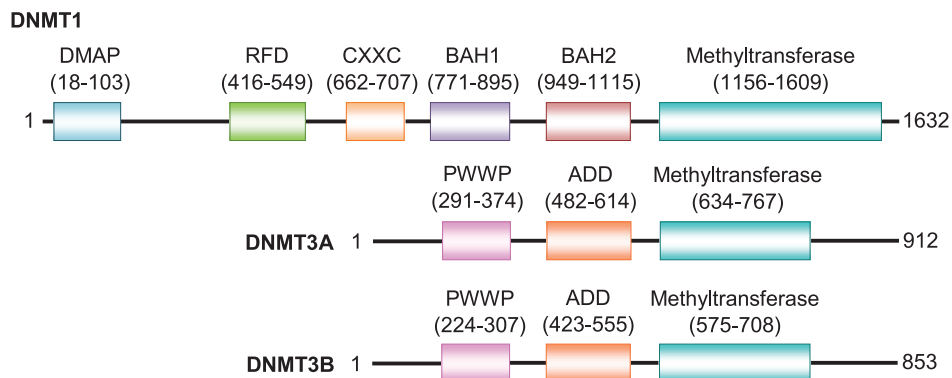 DNMT1
DMAP RFD CXXC BAH1 BAH2 Methyltransferase
(18-103) (416-549) (662-707) (771-895) (949-1115) (1156-1609)
1 1632
PWWP ADD Methyltransferase
(291-374) (482-614) (634-767)
DNMT3A 1 912
PWWP ADD Methyltransferase
(224-307) (423-555) (575-708)
DNMT3B 1 853